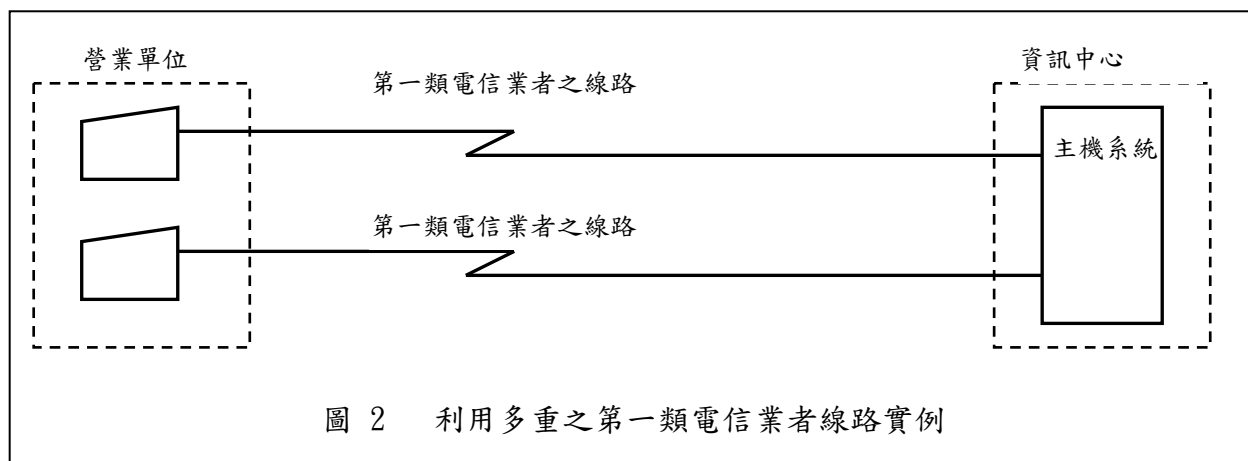 營業單位
資訊中心
第一類電信業者之線路
主機系統
第一類電信業者之線路
圖 2 利用多重之第一類電信業者線路實例